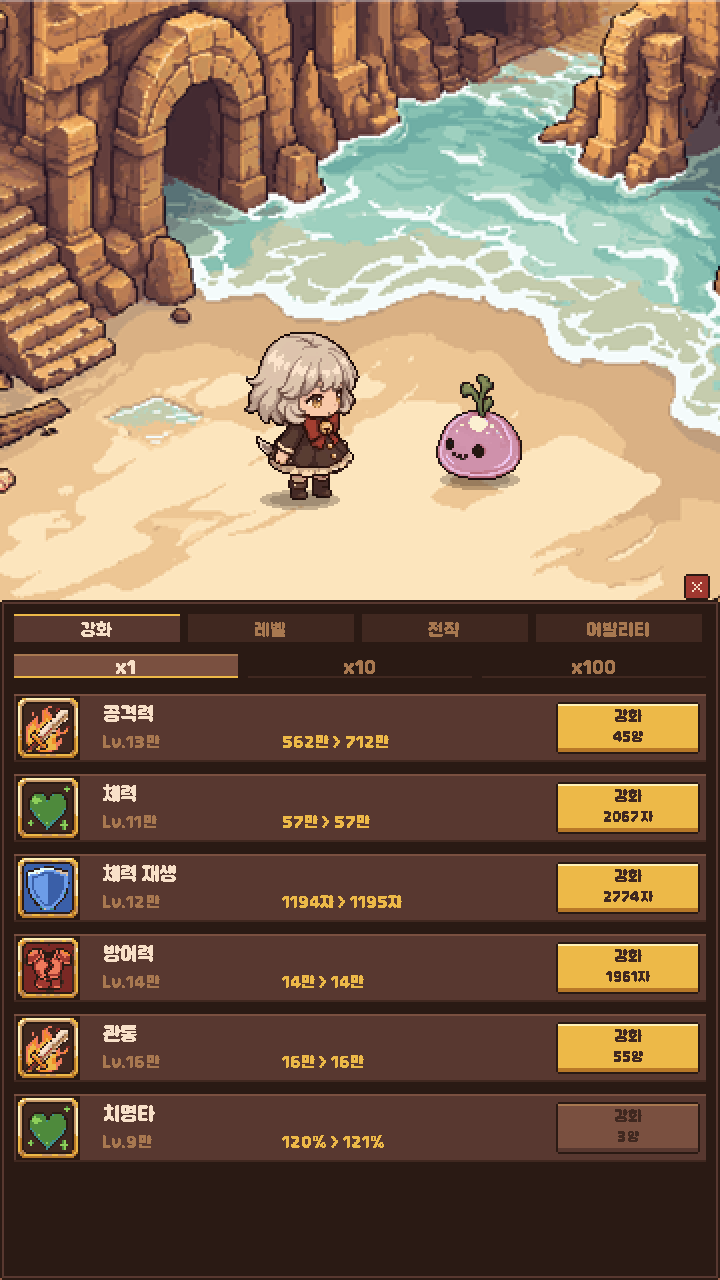 강화 레벨 전직 어빌리티
x1 x10 x100
공격력
Lv.13만 562만 > 712만
강화
45양
체력
Lv.11만 57만 > 57만
강화
2067자
체력 재생
Lv.12만 1194자 > 1195자
강화
2774자
방어력
Lv.14만 14만 > 14만
강화
1961자
관통
Lv.16만 16만 > 16만
강화
55양
치명타
Lv.9만 120% > 121%
강화
3양